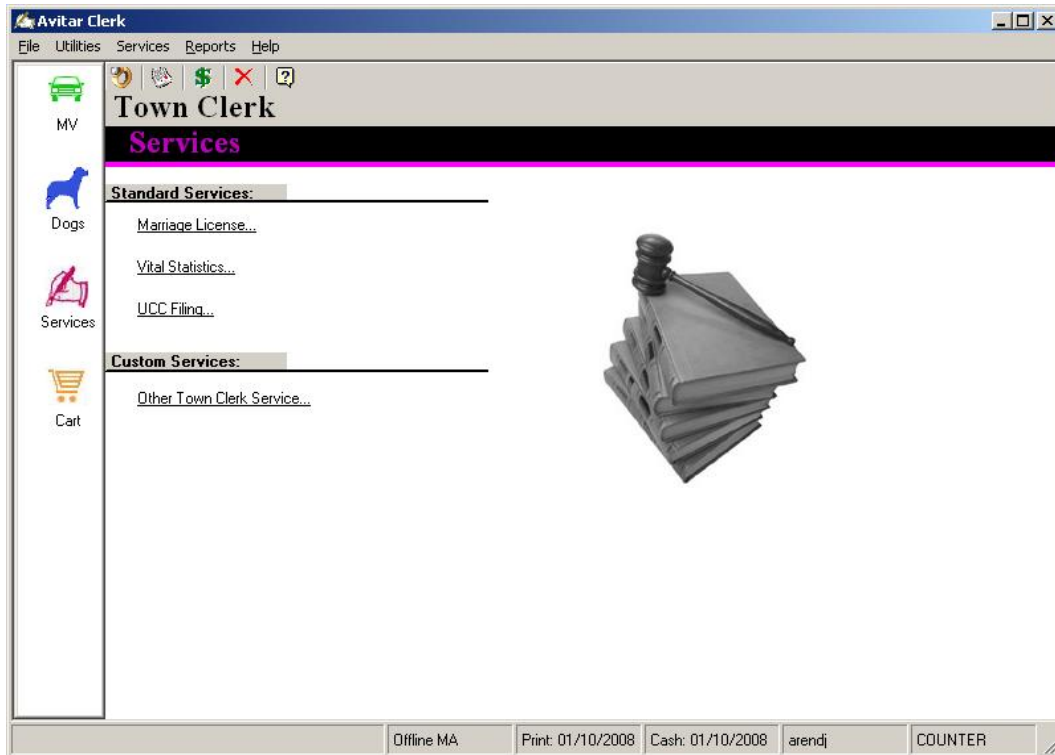 Avitar Clerk
File Utilities Services Reports Help
MV
Dogs
Services
Cart
Town Clerk
Services
Standard Services:
Marriage License...
Vital Statistics...
UCC Filing...
Custom Services:
Other Town Clerk Service...
Offline MA Print: 01/10/2008 Cash: 01/10/2008 arendj COUNTER